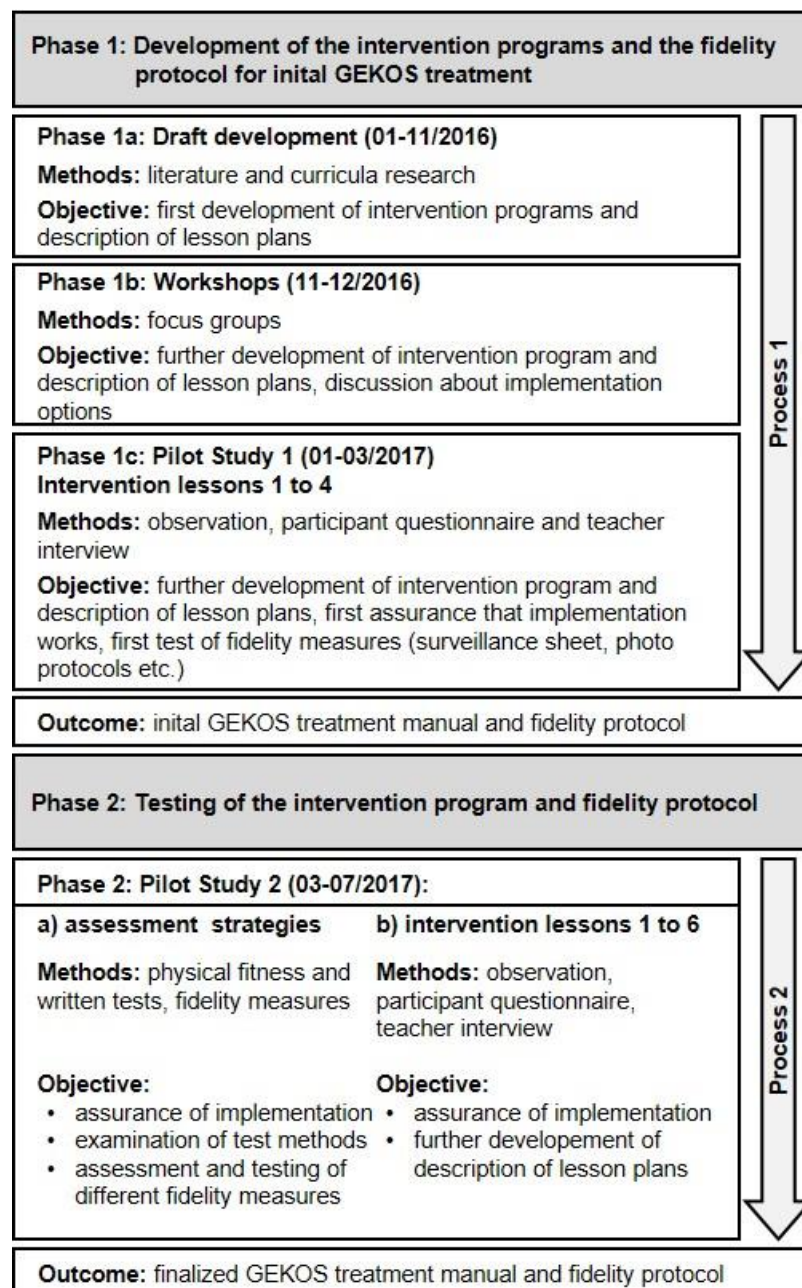 Phase 1: Development of the intervention programs and the fidelity
protocol for inital GEKOS treatment
Phase 1a: Draft development (01-11/2016)
Methods: literature and curricula research
Objective: first development of intervention programs and
description of lesson plans
Phase 1b: Workshops (11-12/2016)
Methods: focus groups
Objective: further development of intervention program and
description of lesson plans, discussion about implementation
options
Phase 1c: Pilot Study 1 (01-03/2017)
Intervention lessons 1 to 4
Methods: observation, participant questionnaire and teacher
interview
Objective: further development of intervention program and
description of lesson plans, first assurance that implementation
works, first test of fidelity measures (surveillance sheet, photo
protocols etc.)
Process 1
Outcome: inital GEKOS treatment manual and fidelity protocol
Phase 2: Testing of the intervention program and fidelity protocol
Phase 2: Pilot Study 2 (03-07/2017):
a) assessment strategies
Methods: physical fitness and
written tests, fidelity measures
Objective:
• assurance of implementation
• examination of test methods
• assessment and testing of
different fidelity measures
b) intervention lessons 1 to 6
Methods: observation,
participant questionnaire,
teacher interview
Objective:
• assurance of implementation
• further developement of
description of lesson plans
Process 2
Outcome: finalized GEKOS treatment manual and fidelity protocol